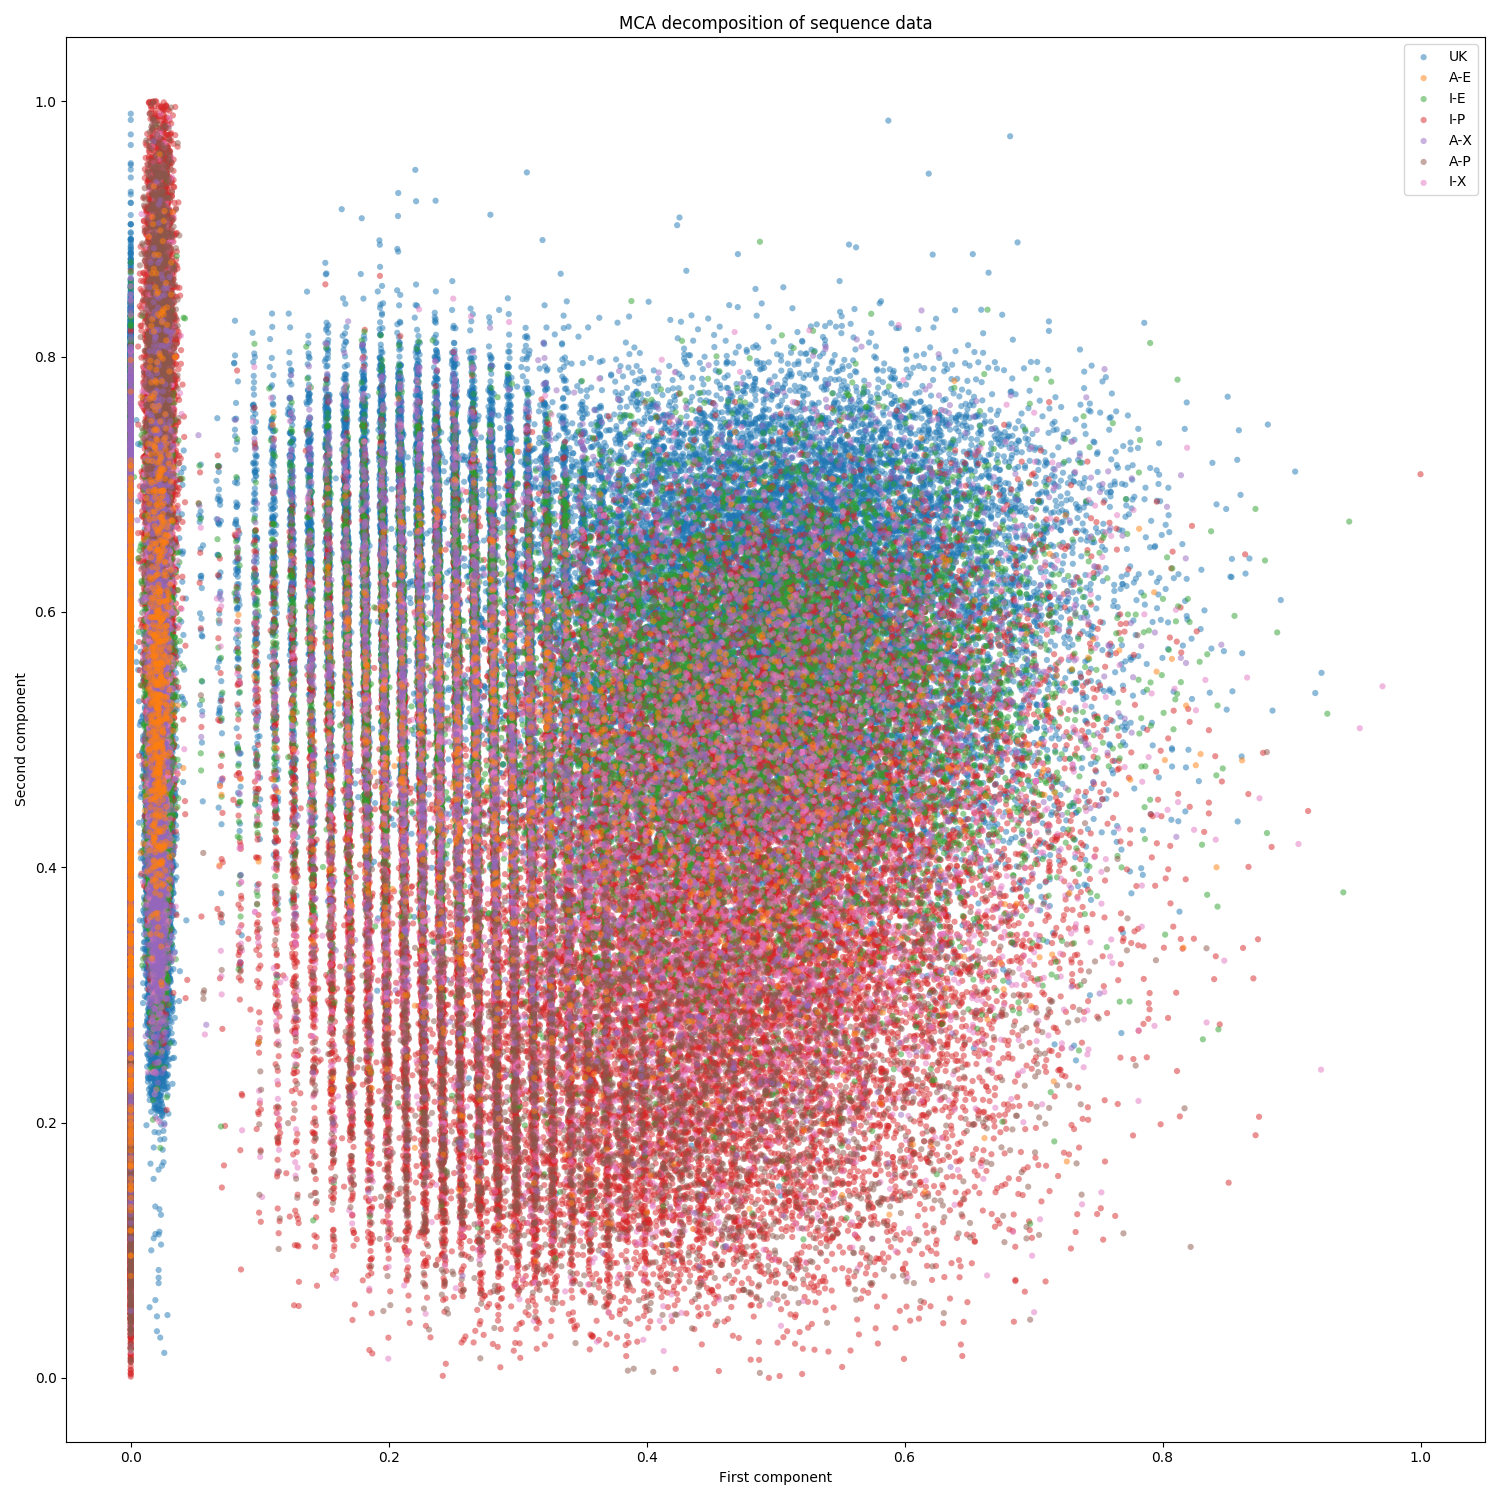 MCA decomposition of sequence data
UK
A-E
I-E
I-P
A-X
A-P
I-X
1.0
0.8
0.6
0.4
0.2
0.0
Second component
0.0 0.2 0.4 0.6 0.8 1.0
First component